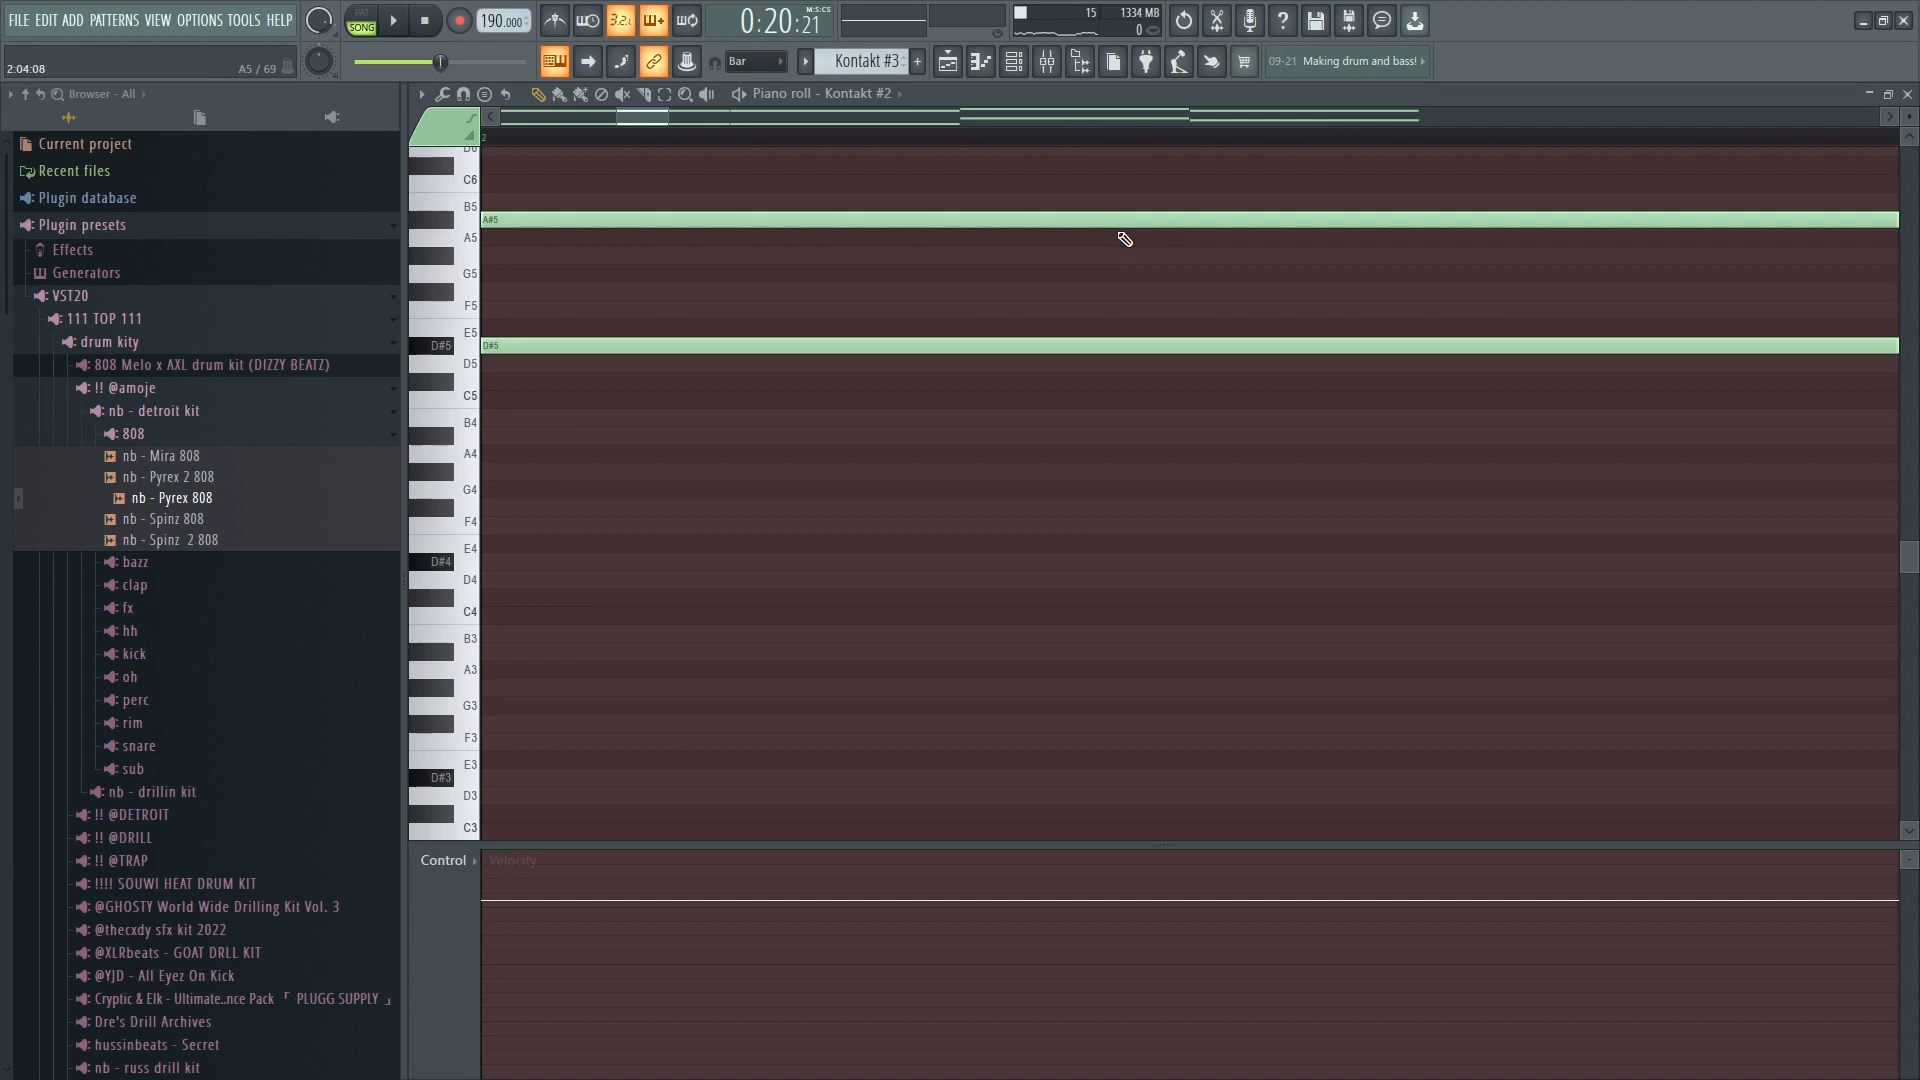 FILE EDIT ADD PATTERNS VIEW OPTIONS TOOLS HELP
PAT
SONG
190.000
3.2.
0:20:21
M:S:CS
15
1334 MB
0
2:04:08
A5 / 69
Bar
Kontakt #3
+
09-21 Making drum and bass!
Browser - All
Piano roll - Kontakt #2
Current project
Recent files
Plugin database
Plugin presets
Effects
Generators
VST20
111 TOP 111
drum kity
808 Melo x AXL drum kit (DIZZY BEATZ)
!! @amoje
nb - detroit kit
808
nb - Mira 808
nb - Pyrex 2 808
nb - Pyrex 808
nb - Spinz 808
nb - Spinz 2 808
bazz
clap
fx
hh
kick
oh
perc
rim
snare
sub
nb - drillin kit
!! @DETROIT
!! @DRILL
!! @TRAP
!!!! SOUWI HEAT DRUM KIT
@GHOSTY World Wide Drilling Kit Vol. 3
@thecxdy sfx kit 2022
@XLRbeats - GOAT DRLL KIT
@YJD - All Eyez On Kick
Cryptic & Elk - Ultimate..nce Pack 「 PLUGG SUPPLY 」
Dre's Drill Archives
hussinbeats - Secret
nb - russ drill kit
2
D6
C6
B5
A#5
A5
G5
F5
E5
D#5
D#5
D5
C5
B4
A4
G4
F4
E4
D#4
D4
C4
B3
A3
G3
F3
E3
D#3
D3
C3
Control
Velocity